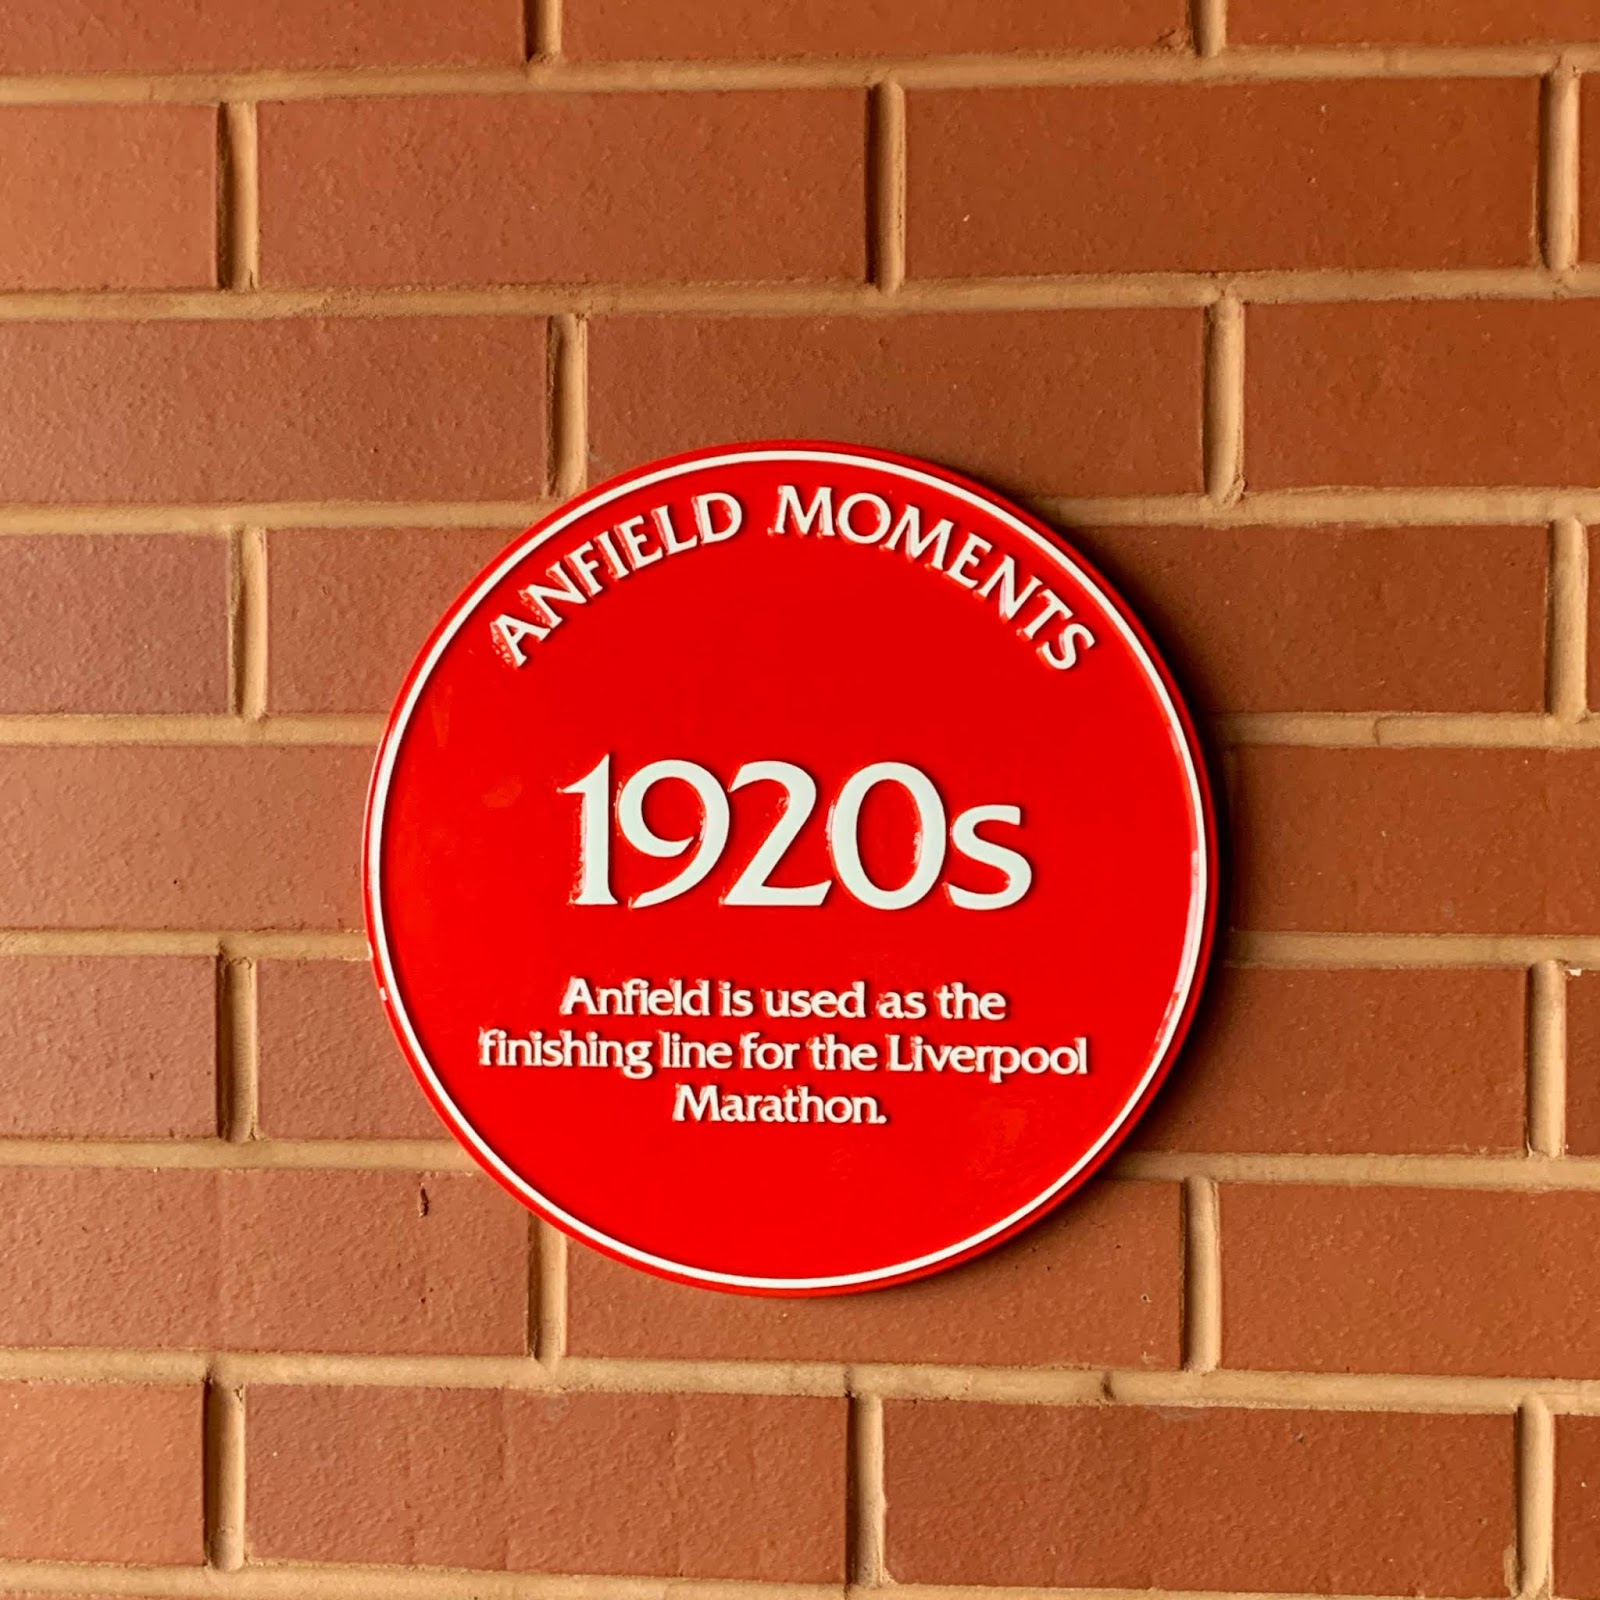 ANFIELD MOMENTS
1920s
Anfield is used as the
finishing line for the Liverpool
Marathon.